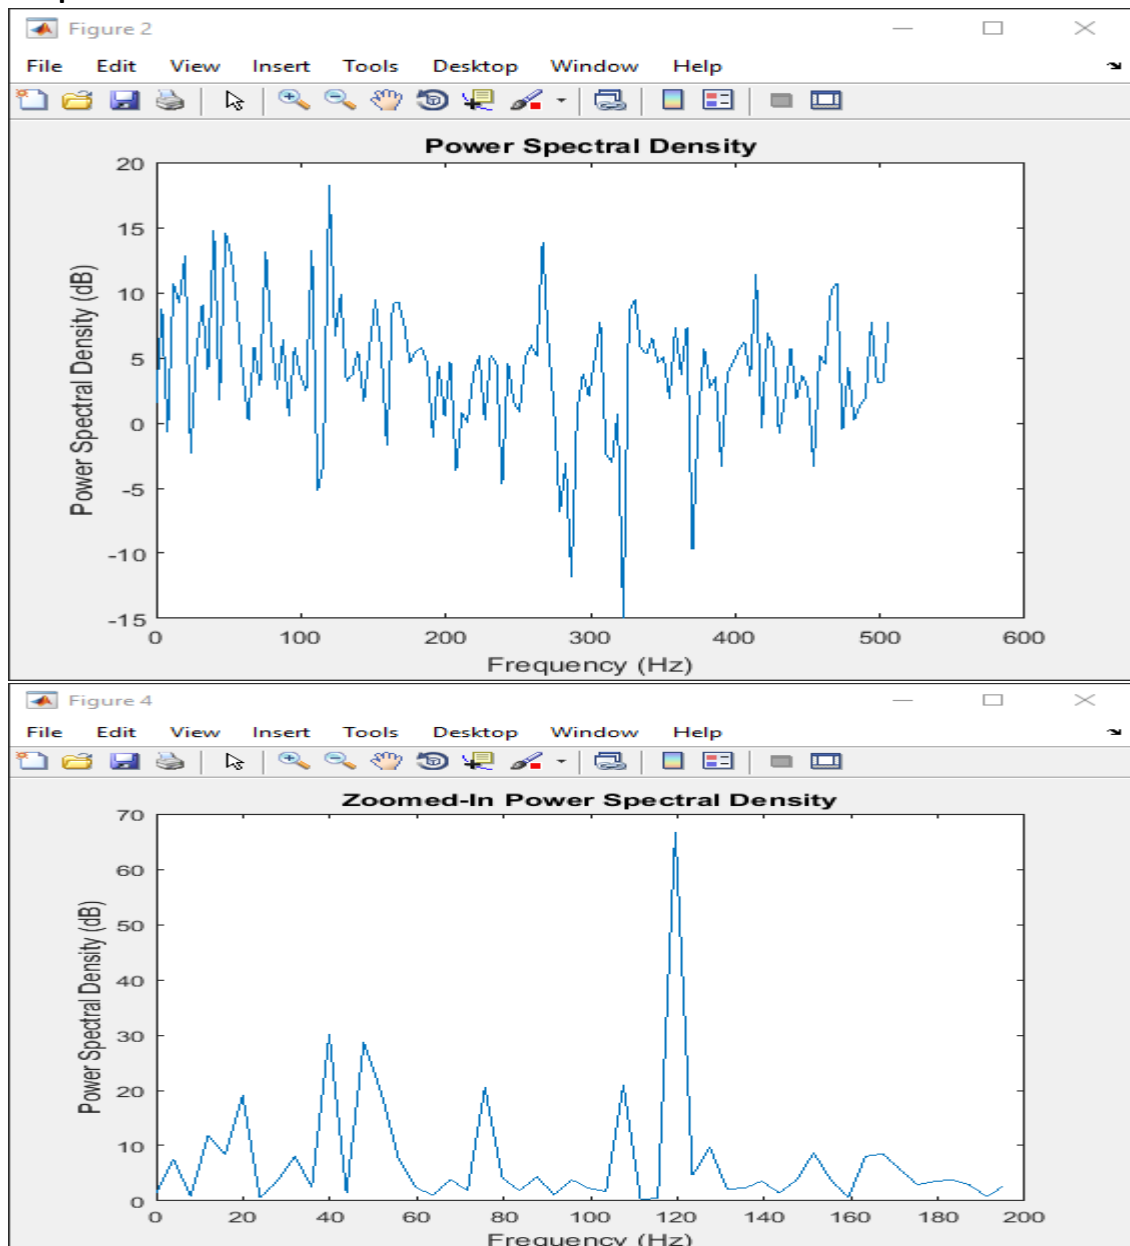 Figure 2
File Edit View Insert Tools Desktop Window Help
Power Spectral Density
Power Spectral Density (dB)
20
15
10
5
0
-5
-10
-15
0 100 200 300 400 500 600
Frequency (Hz)
Figure 4
File Edit View Insert Tools Desktop Window Help
Zoomed-In Power Spectral Density
Power Spectral Density (dB)
70
60
50
40
30
20
10
0
0 20 40 60 80 100 120 140 160 180 200
Frequency (Hz)